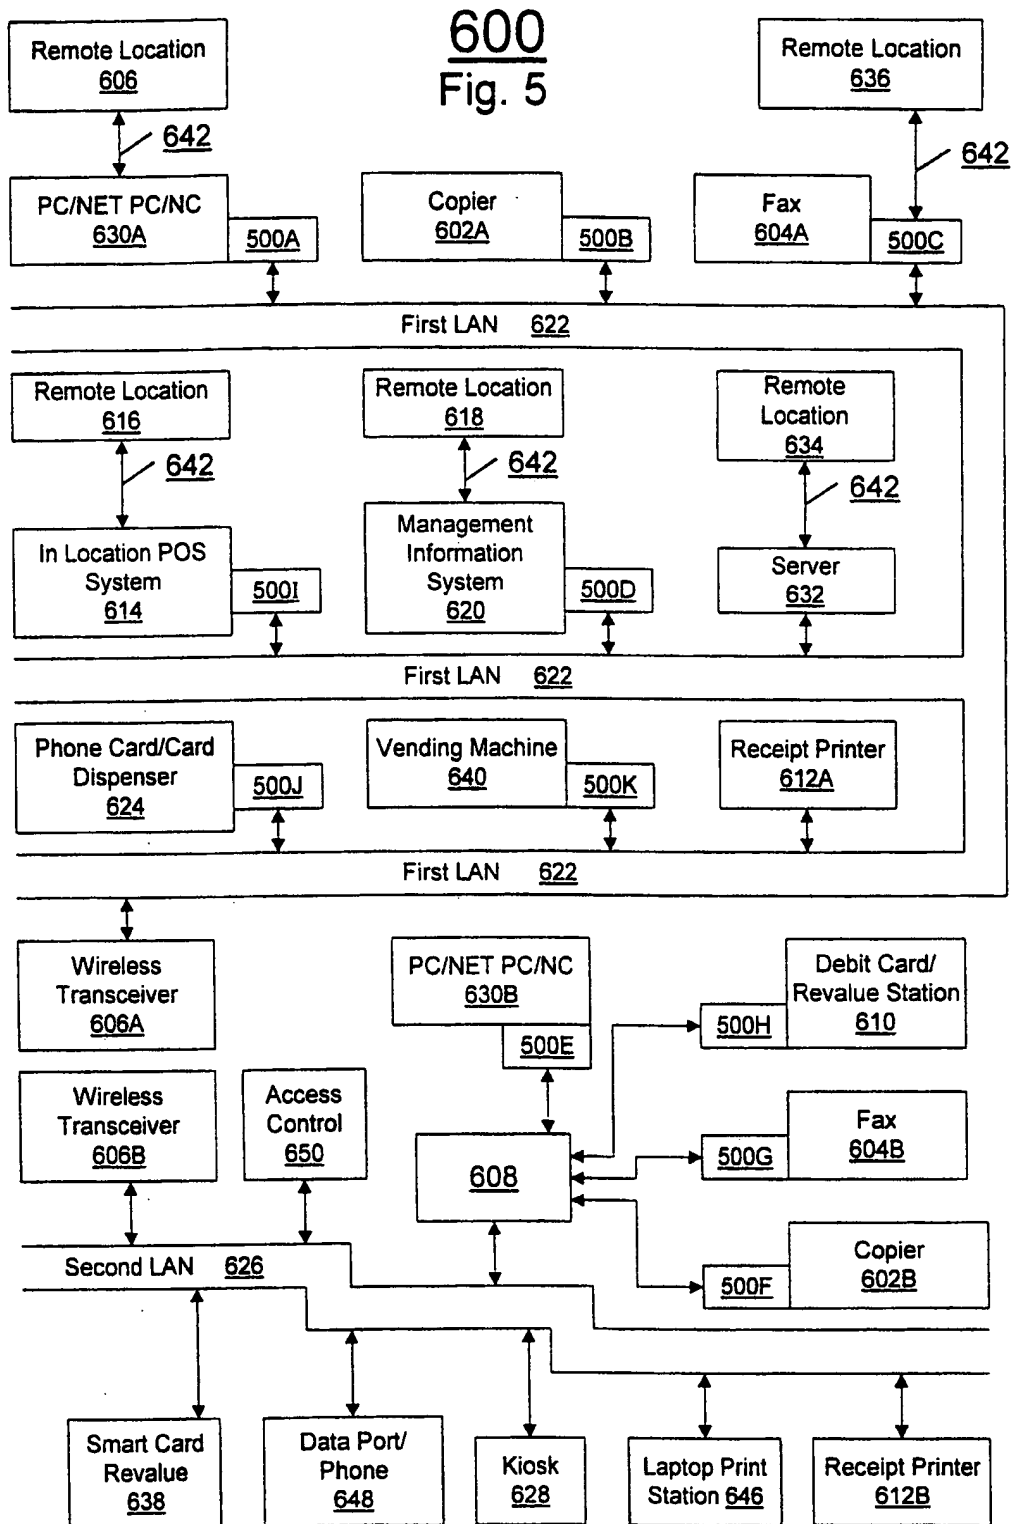 600
Fig. 5
Remote Location
606
Remote Location
636
642
642
PC/NET PC/NC
630A
500A
Copier
602A
500B
Fax
604A
500C
First LAN 622
Remote Location
616
Remote Location
618
Remote
Location
634
642
642
642
In Location POS
System
614
500I
Management
Information
System
620
500D
Server
632
First LAN 622
Phone Card/Card
Dispenser
624
500J
Vending Machine
640
500K
Receipt Printer
612A
First LAN 622
Wireless
Transceiver
606A
PC/NET PC/NC
630B
500E
Debit Card/
Revalue Station
610
500H
Wireless
Transceiver
606B
Access
Control
650
608
Fax
604B
500G
Copier
602B
500F
Second LAN 626
Smart Card
Revalue
638
Data Port/
Phone
648
Kiosk
628
Laptop Print
Station 646
Receipt Printer
612B